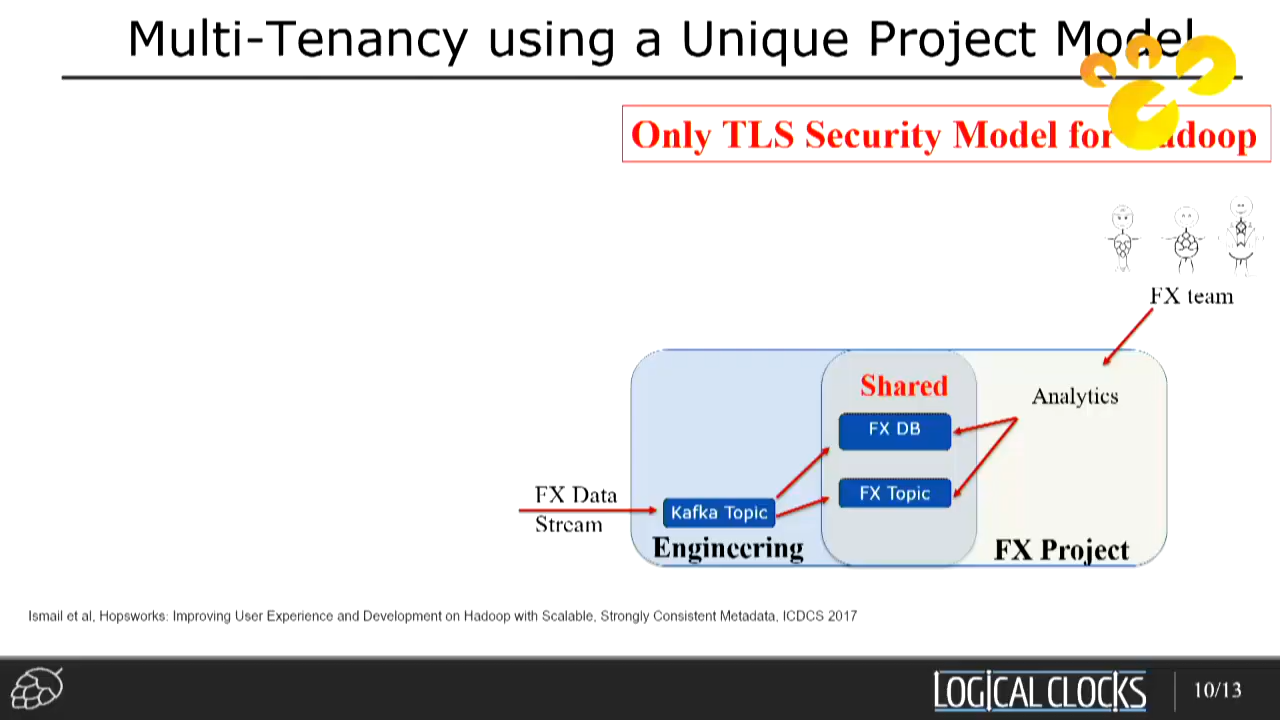 Multi-Tenancy using a Unique Project Model
Only TLS Security Model for Hadoop
FX team
Shared
Analytics
FX DB
FX Topic
FX Data
Stream
Kafka Topic
Engineering
FX Project
Ismail et al, Hopsworks: Improving User Experience and Development on Hadoop with Scalable, Strongly Consistent Metadata, ICDCS 2017
LOGICAL CLOCKS
10/13